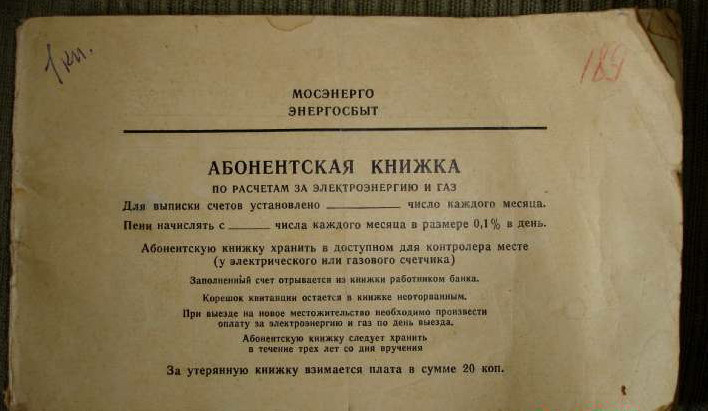 1 кн.
189
МОСЭНЕРГО
ЭНЕРГОСБЫТ
АБОНЕНТСКАЯ КНИЖКА
ПО РАСЧЕТАМ ЗА ЭЛЕКТРОЭНЕРГИЮ И ГАЗ
Для выписки счетов установлено ________ число каждого месяца.
Пени начислять с _____ числа каждого месяца в размере 0,1% в день.
Абонентскую книжку хранить в доступном для контролера месте
(у электрического или газового счетчика)
Заполненный счет отрывается из книжки работником банка.
Корешок квитанции остается в книжке неоторванным.
При выезде на новое местожительство необходимо произвести
оплату за электроэнергию и газ по день выезда.
Абонентскую книжку следует хранить
в течение трех лет со дня вручения
За утерянную книжку взимается плата в сумме 20 коп.